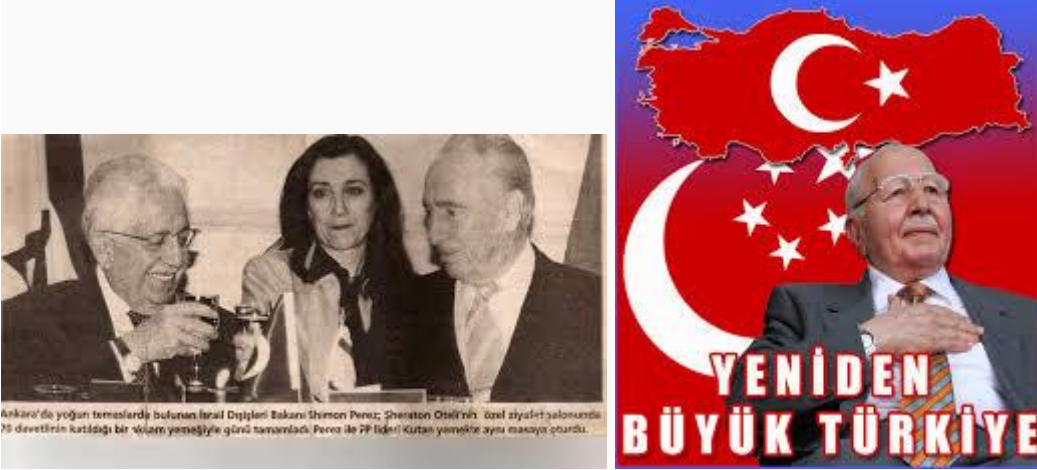 Ankara'da yoğun temaslarda bulunan İsrail Dışişleri Bakanı Shimon Perez; Sheraton Oteli'nin özel ziyafet salonunda
70 davetlinin katıldığı bir akşam yemeğiyle günü tamamladı. Perez ile FP lideri Kutan yemekte aynı masaya oturdu.
YENİDEN
BÜYÜK TÜRKİYE